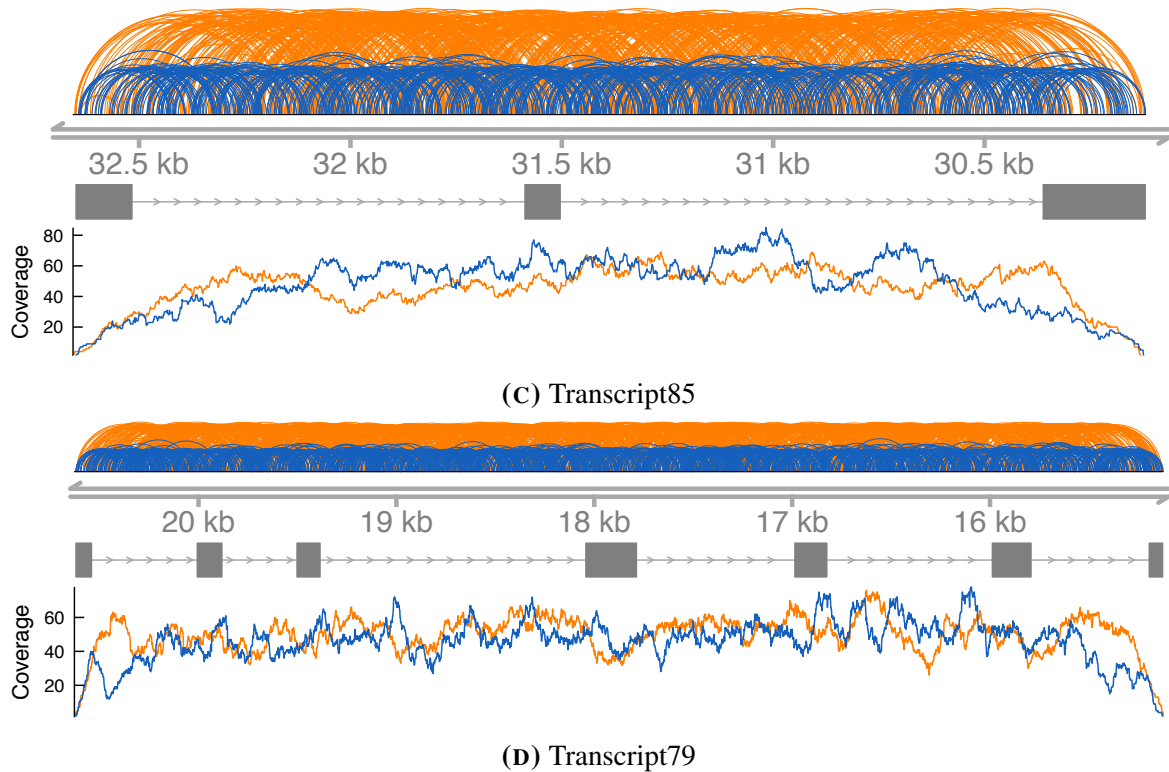 32.5 kb 32 kb 31.5 kb 31 kb 30.5 kb
Coverage
80
60
40
20
(C) Transcript85
20 kb 19 kb 18 kb 17 kb 16 kb
Coverage
60
40
20
(D) Transcript79